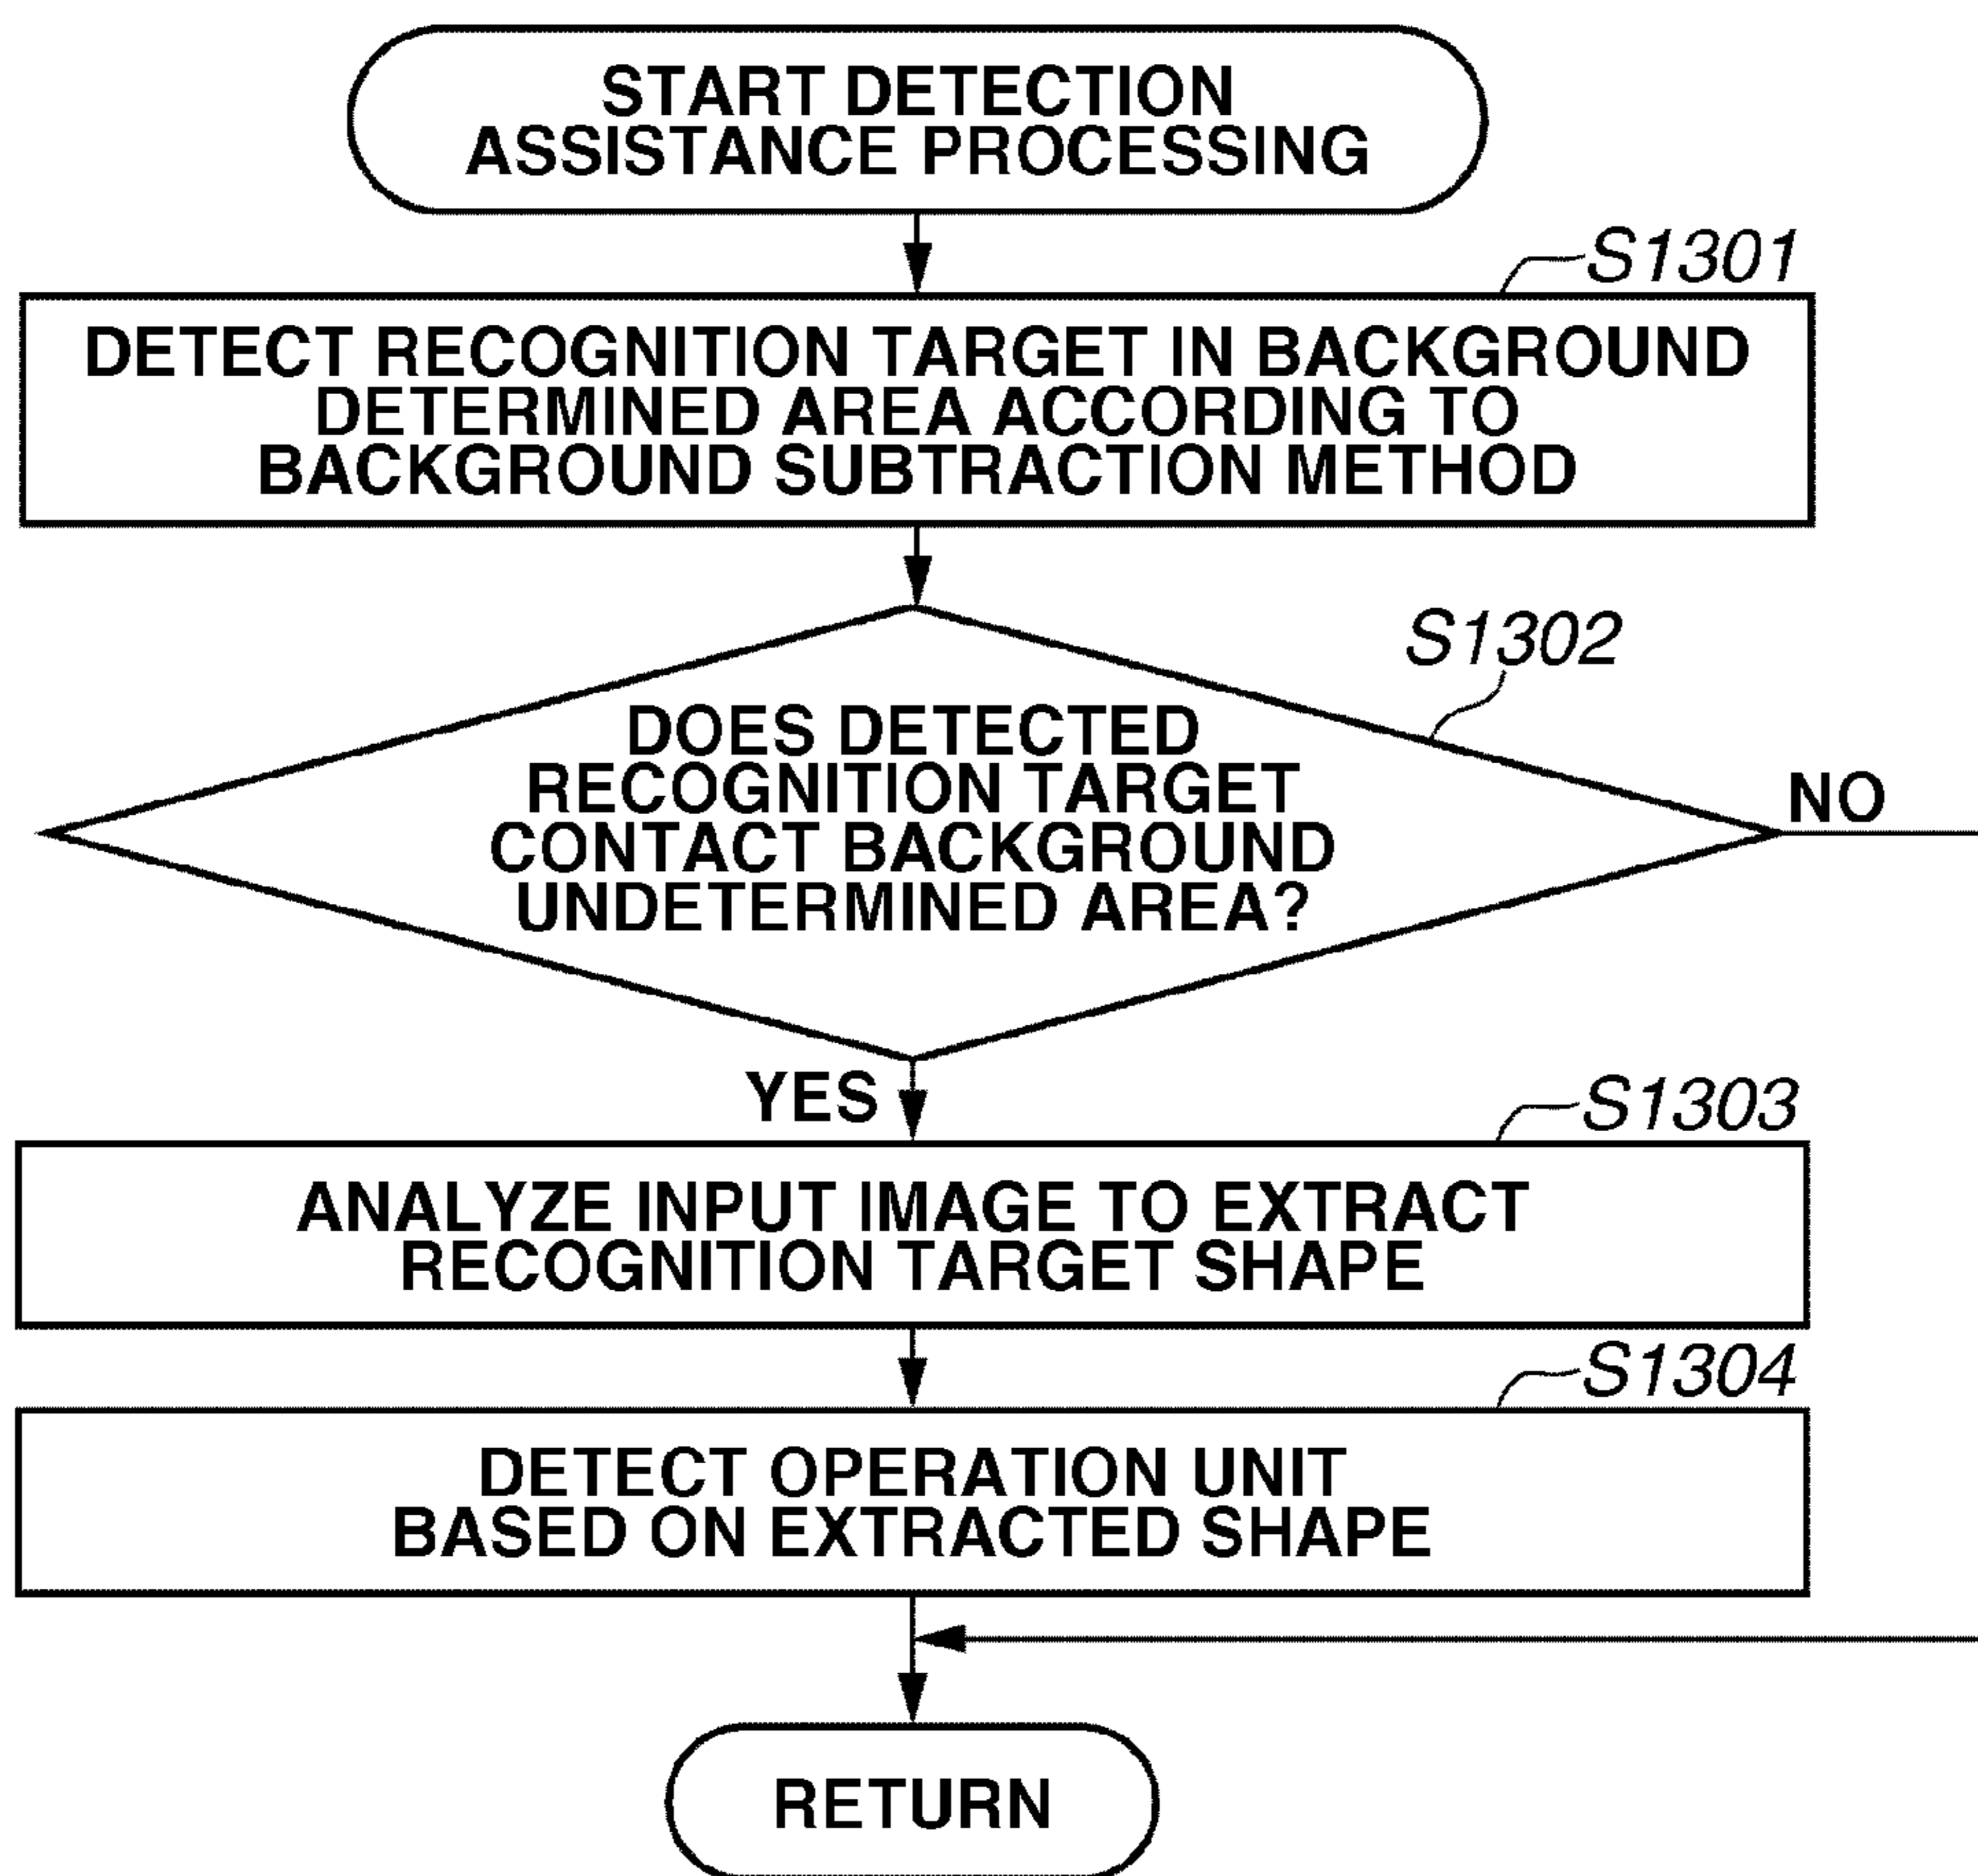 START DETECTION
ASSISTANCE PROCESSING
S1301
DETECT RECOGNITION TARGET IN BACKGROUND
DETERMINED AREA ACCORDING TO
BACKGROUND SUBTRACTION METHOD
S1302
DOES DETECTED
RECOGNITION TARGET
CONTACT BACKGROUND
UNDETERMINED AREA?
NO
YES
S1303
ANALYZE INPUT IMAGE TO EXTRACT
RECOGNITION TARGET SHAPE
S1304
DETECT OPERATION UNIT
BASED ON EXTRACTED SHAPE
RETURN